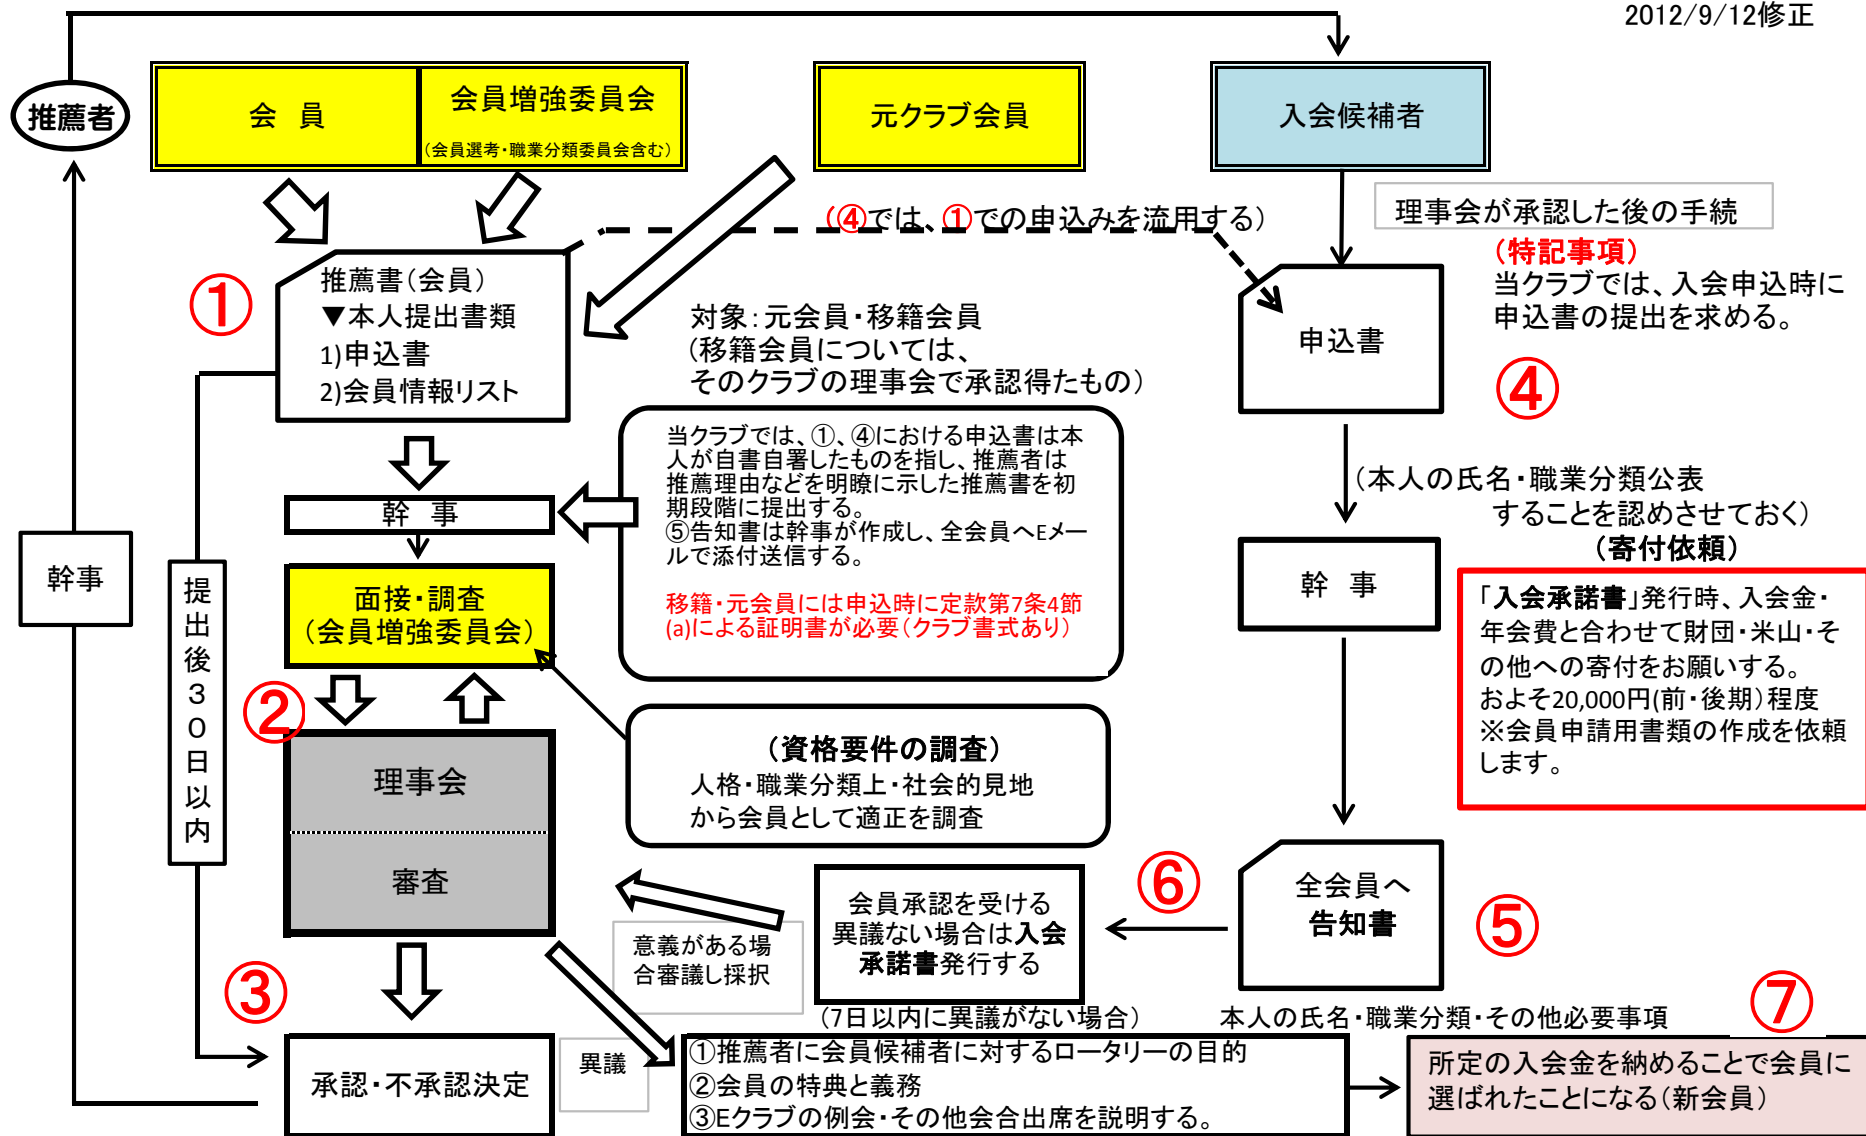 2012/9/12修正
推薦者
会　員
会員増強委員会
(会員選考・職業分類委員会含む)
元クラブ会員
入会候補者
(④では、①での申込みを流用する)
理事会が承認した後の手続
(特記事項)
当クラブでは、入会申込時に
申込書の提出を求める。
①
推薦書(会員)
▼本人提出書類
1)申込書
2)会員情報リスト
対象:元会員・移籍会員
(移籍会員については、
そのクラブの理事会で承認得たもの)
申込書
④
当クラブでは、①、④における申込書は本
人が自書自署したものを指し、推薦者は
推薦理由などを明瞭に示した推薦書を初
期段階に提出する。
⑤告知書は幹事が作成し、全会員へEメー
ルで添付送信する。
移籍・元会員には申込時に定款第7条4節
(a)による証明書が必要(クラブ書式あり)
(本人の氏名・職業分類公表
することを認めさせておく)
(寄付依頼)
幹　事
幹事
提出後30日以内
面接・調査
(会員増強委員会)
幹　事
「入会承諾書」発行時、入会金・
年会費と合わせて財団・米山・そ
の他への寄付をお願いする。
およそ20,000円(前・後期)程度
※会員申請用書類の作成を依頼
します。
②
理事会
審査
(資格要件の調査)
人格・職業分類上・社会的見地
から会員として適正を調査
全会員へ
告知書
⑤
⑥
会員承認を受ける
異議ない場合は入会
承諾書発行する
(7日以内に異議がない場合)
意義がある場
合審議し採択
③
本人の氏名・職業分類・その他必要事項
⑦
承認・不承認決定
異議
①推薦者に会員候補者に対するロータリーの目的
②会員の特典と義務
③Eクラブの例会・その他会合出席を説明する。
所定の入会金を納めることで会員に
選ばれたことになる(新会員)